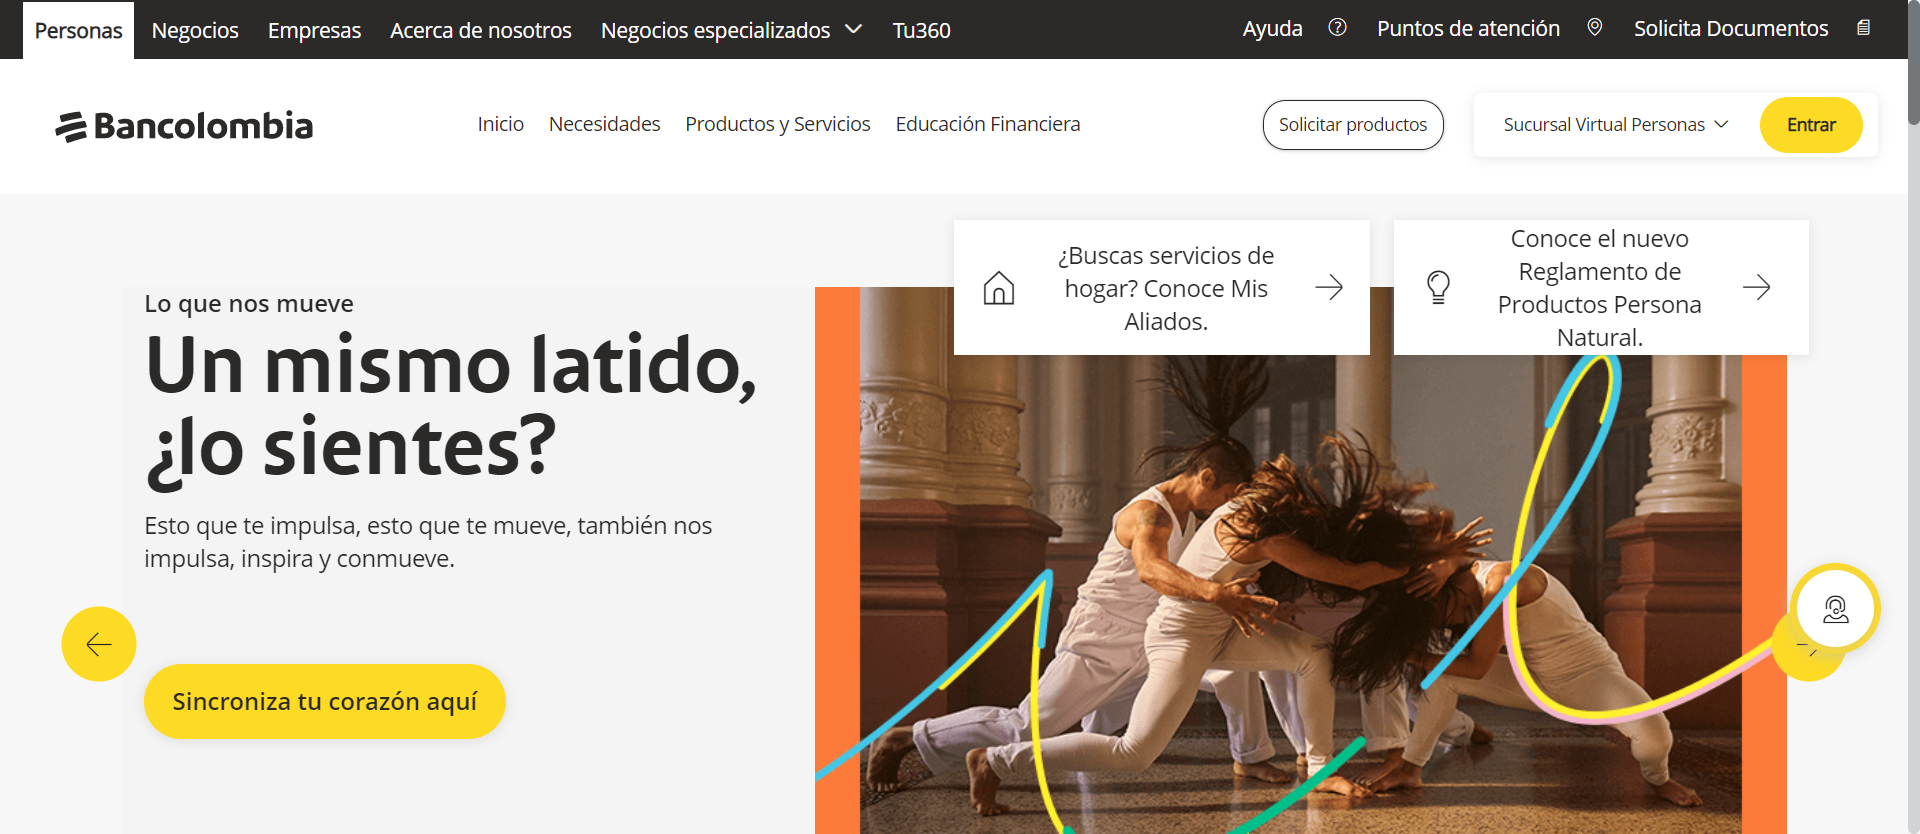 Personas Negocios Empresas Acerca de nosotros Negocios especializados Tu360 Ayuda Puntos de atención Solicita Documentos
Bancolombia Inicio Necesidades Productos y Servicios Educación Financiera Solicitar productos Sucursal Virtual Personas Entrar
¿Buscas servicios de
hogar? Conoce Mis
Aliados.
Conoce el nuevo
Reglamento de
Productos Persona
Natural.
Lo que nos mueve
Un mismo latido,
¿lo sientes?
Esto que te impulsa, esto que te mueve, también nos
impulsa, inspira y conmueve.
Sincroniza tu corazón aquí